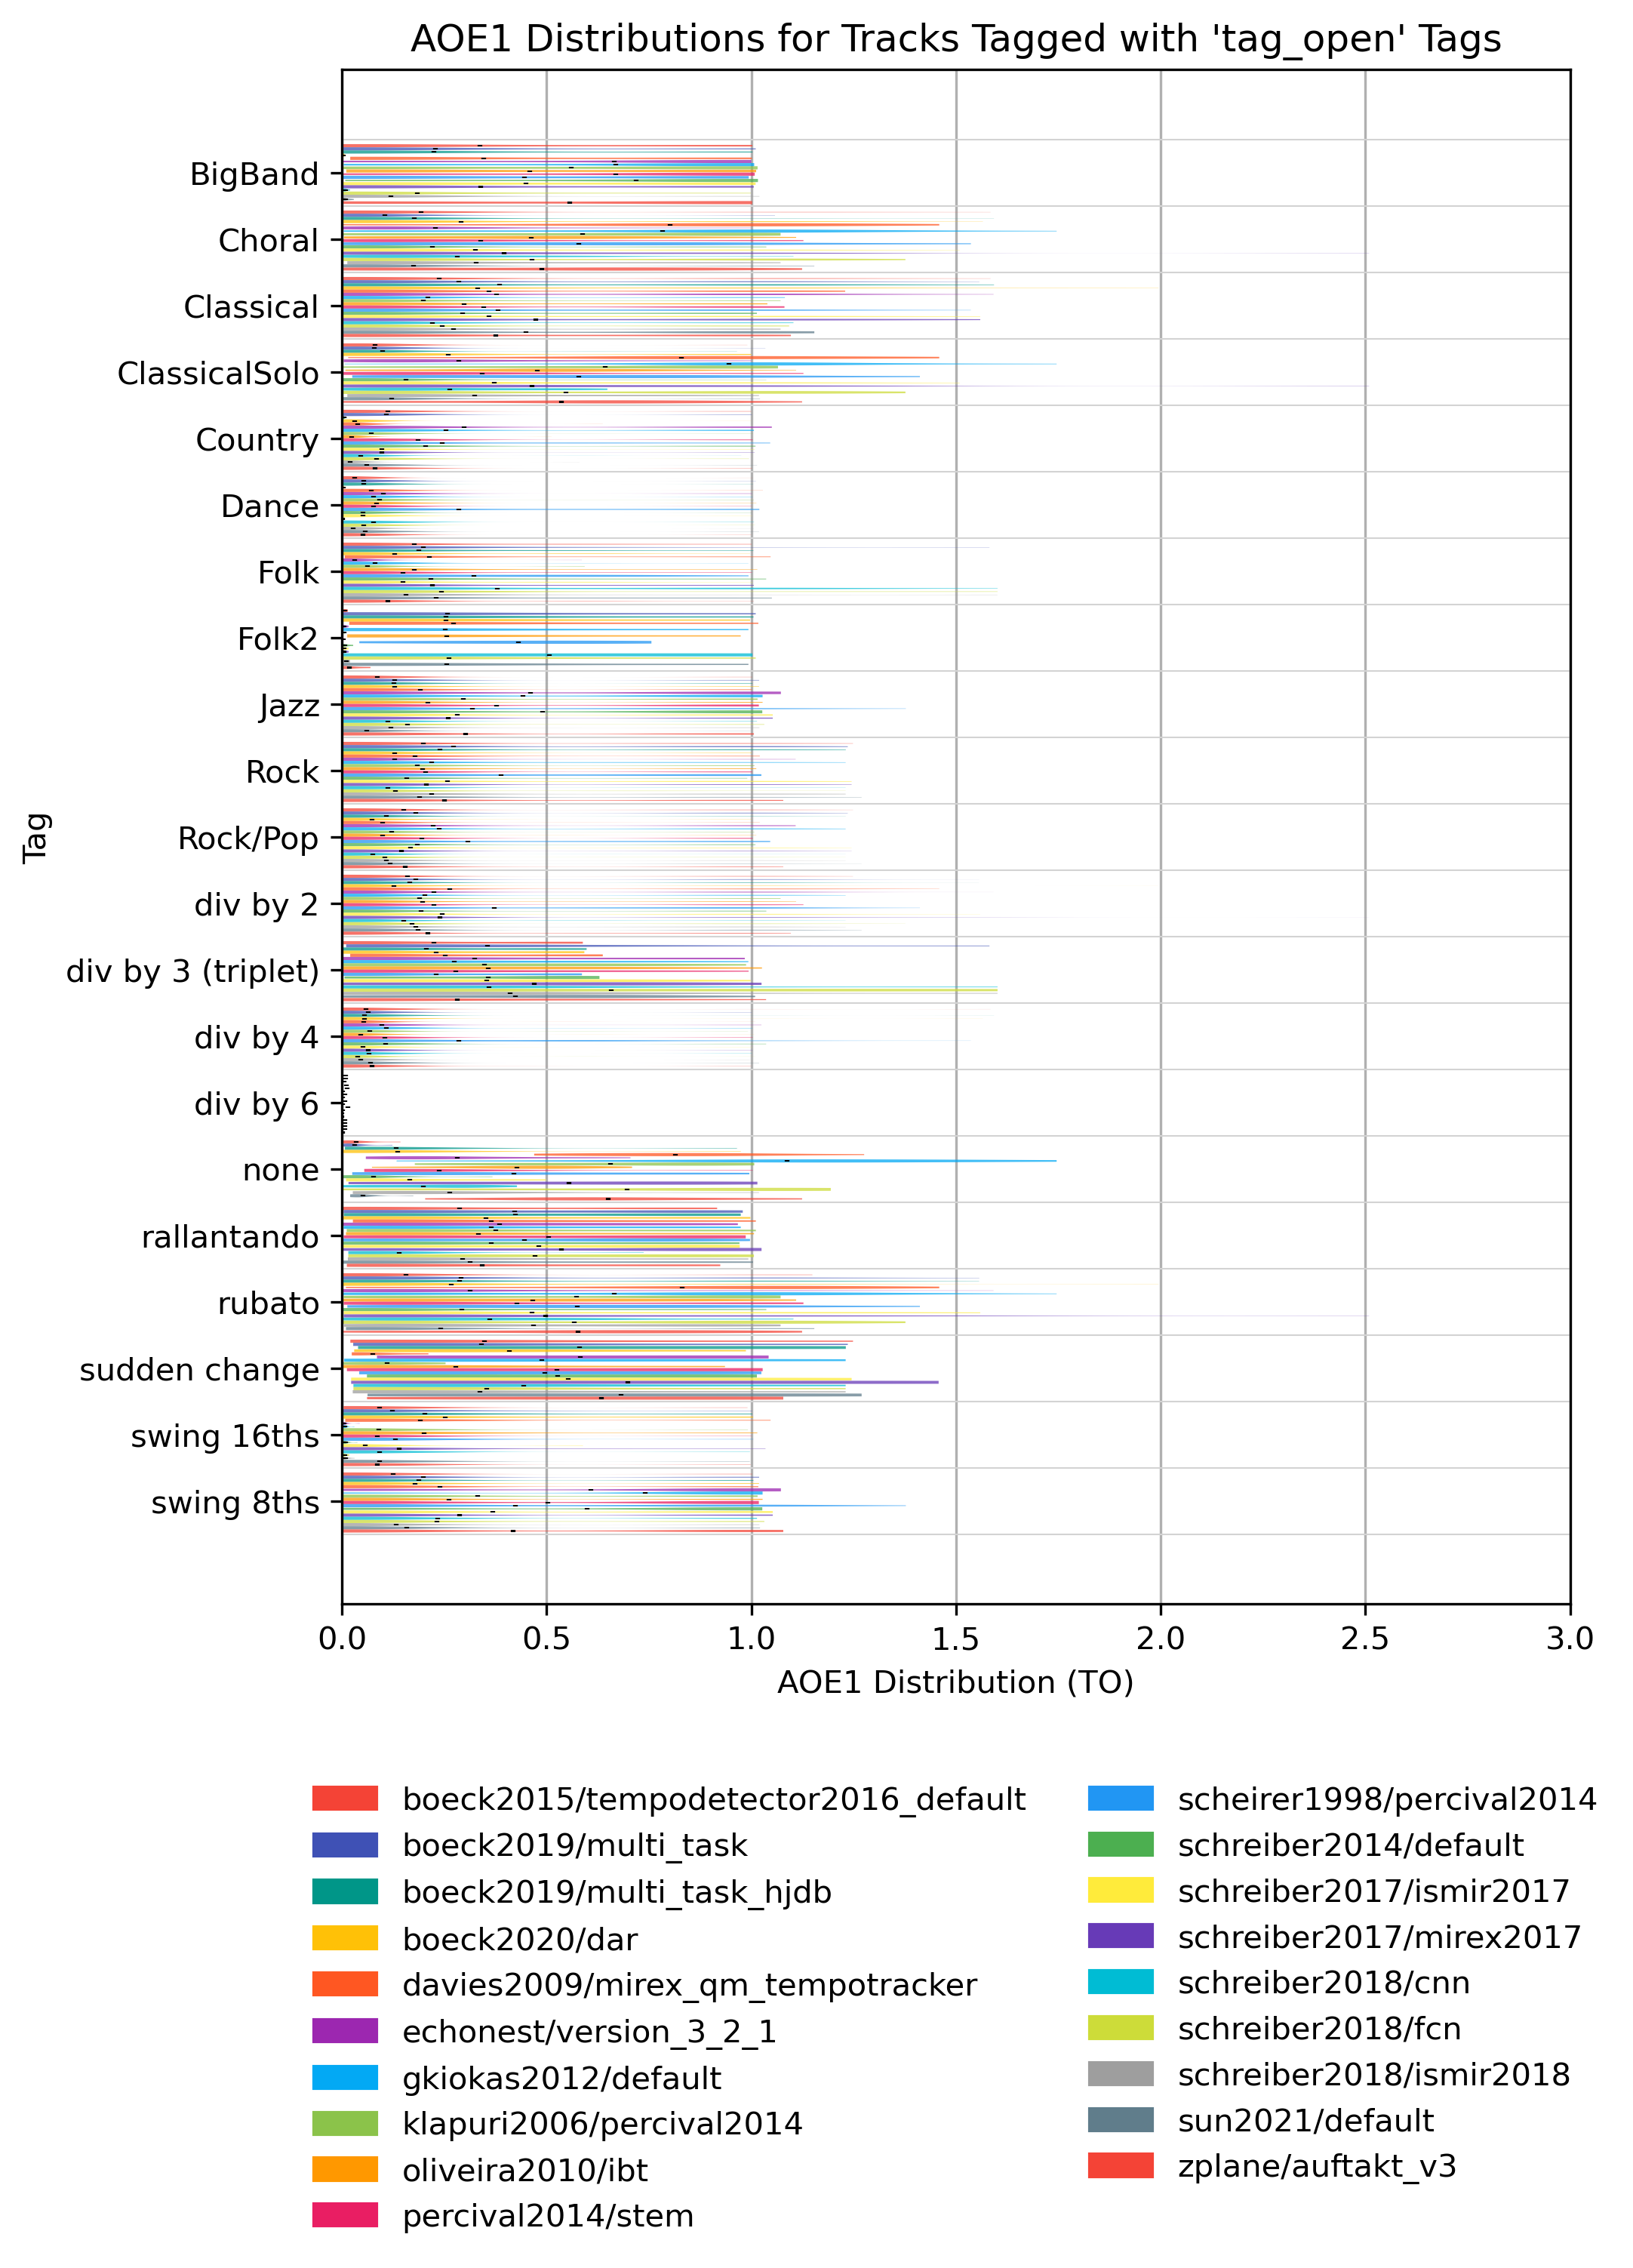 AOE1 Distributions for Tracks Tagged with 'tag_open' Tags
BigBand
Choral
Classical
ClassicalSolo
Country
Dance
Folk
Folk2
Jazz
Rock
Rock/Pop
div by 2
div by 3 (triplet)
div by 4
div by 6
none
rallantando
rubato
sudden change
swing 16ths
swing 8ths
Tag
0.0 0.5 1.0 1.5 2.0 2.5 3.0
AOE1 Distribution (TO)
boeck2015/tempodetector2016_default
boeck2019/multi_task
boeck2019/multi_task_hjdb
boeck2020/dar
davies2009/mirex_qm_tempotracker
echonest/version_3_2_1
gkiokas2012/default
klapuri2006/percival2014
oliveira2010/ibt
percival2014/stem
scheirer1998/percival2014
schreiber2014/default
schreiber2017/ismir2017
schreiber2017/mirex2017
schreiber2018/cnn
schreiber2018/fcn
schreiber2018/ismir2018
sun2021/default
zplane/auftakt_v3